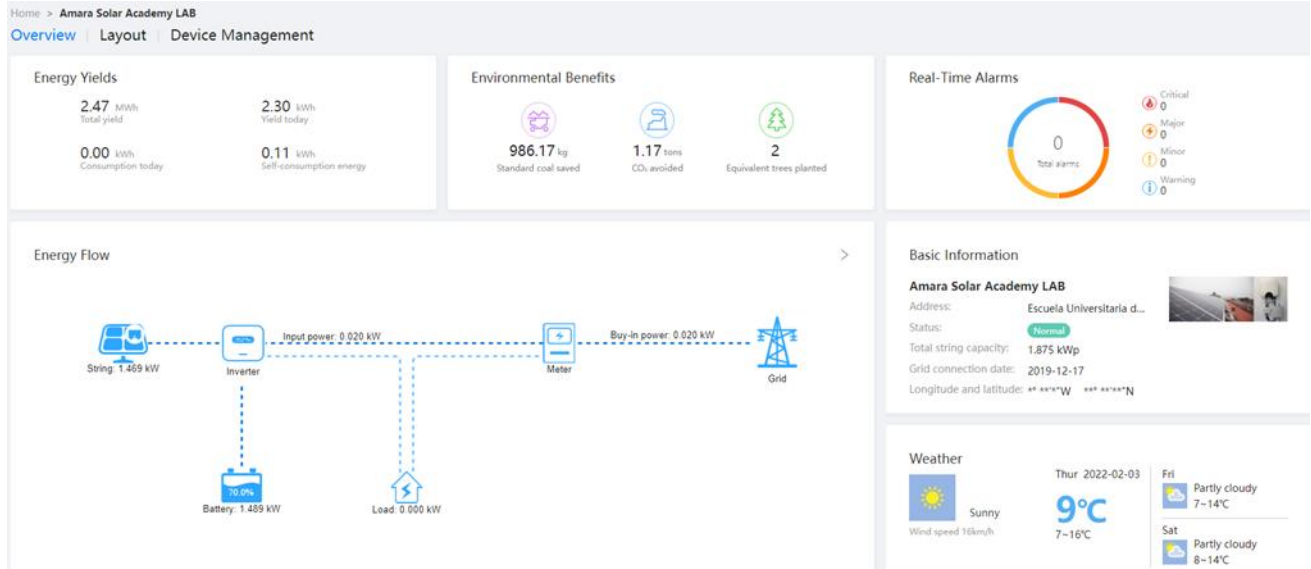 Home > Amara Solar Academy LAB
Overview | Layout | Device Management
Energy Yields
2.47 MWh
Total yield
2.30 kWh
Yield today
0.00 kWh
Consumption today
0.11 kWh
Self-consumption energy
Environmental Benefits
986.17 kg
Standard coal saved
1.17 tons
CO₂ avoided
2
Equivalent trees planted
Real-Time Alarms
0
Total alarms
Critical
0
Major
0
Minor
0
Warning
0
Energy Flow
String: 1.469 kW
Inverter
Input power: 0.020 kW
Meter
Buy-in power: 0.020 kW
Grid
70.0%
Battery: 1.489 kW
Load: 0.000 kW
Basic Information
Amara Solar Academy LAB
Address: Escuela Universitaria d...
Status: Normal
Total string capacity: 1.875 kWp
Grid connection date: 2019-12-17
Longitude and latitude: ** **'**"W *** **'**"N
Weather
Sunny
Wind speed 16km/h
Thur 2022-02-03
9°C
7~16°C
Fri
Partly cloudy
7~14°C
Sat
Partly cloudy
8~14°C